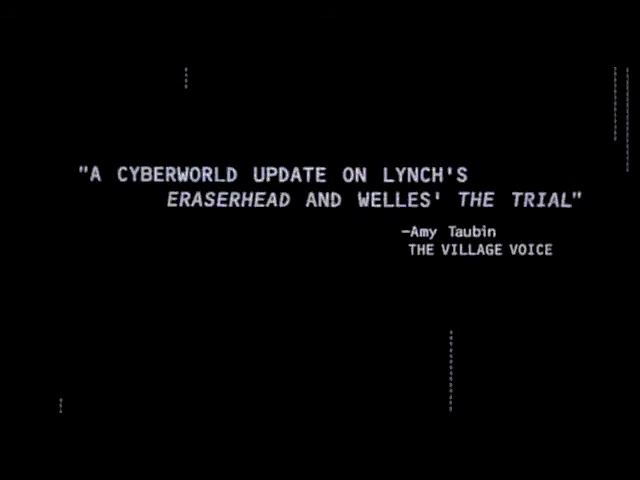 "A CYBERWORLD UPDATE ON LYNCH'S
ERASERHEAD AND WELLES' THE TRIAL"
—Amy Taubin
THE VILLAGE VOICE